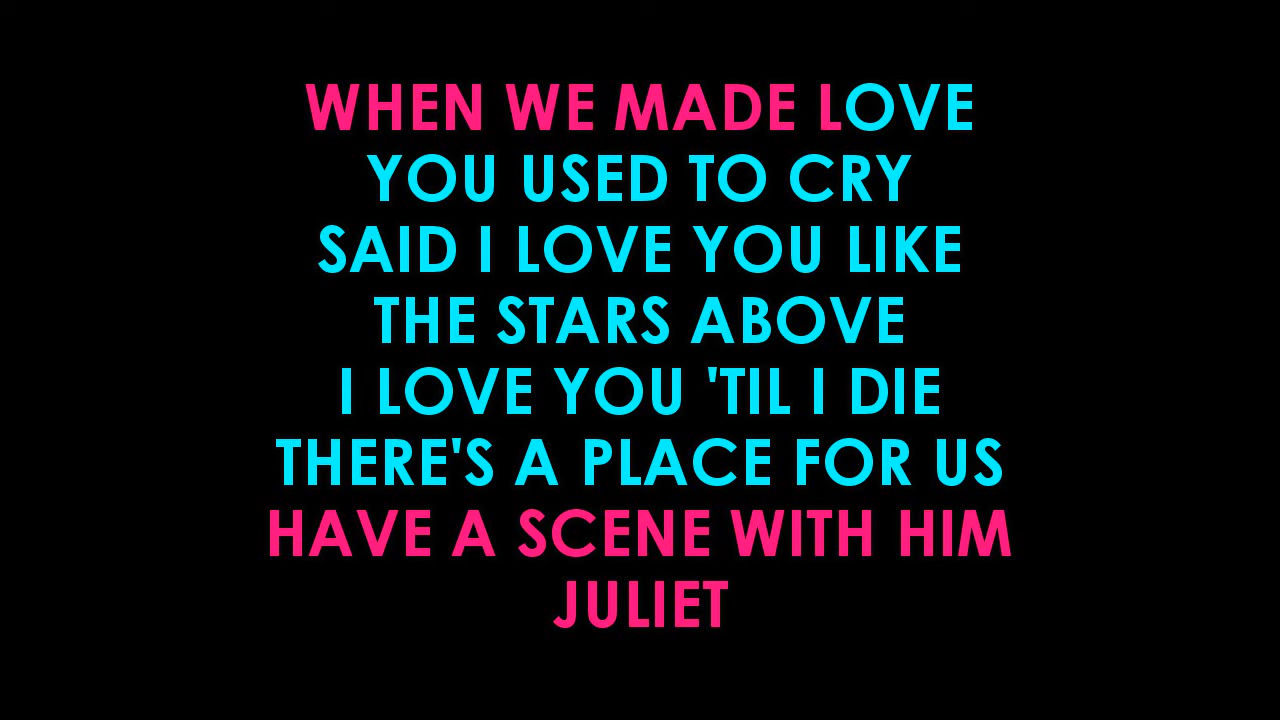 WHEN WE MADE LOVE
YOU USED TO CRY
SAID I LOVE YOU LIKE
THE STARS ABOVE
I LOVE YOU 'TIL I DIE
THERE'S A PLACE FOR US
HAVE A SCENE WITH HIM
JULIET